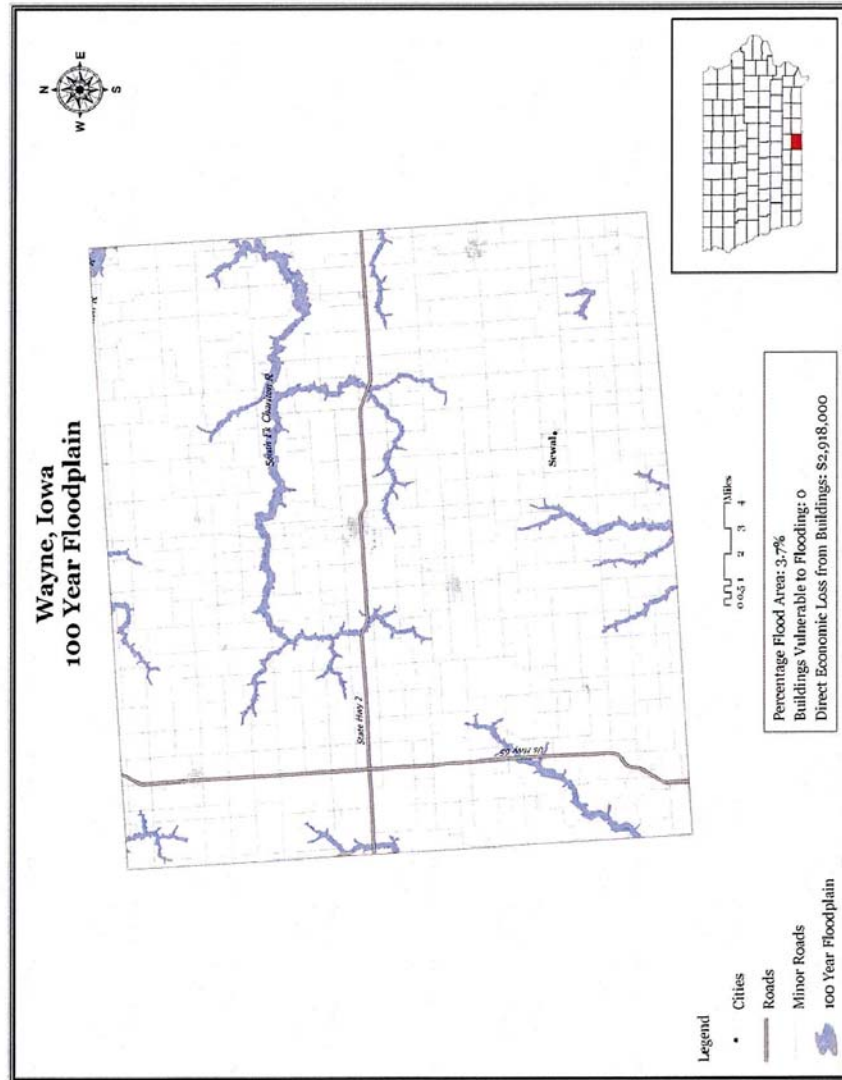 Wayne, Iowa
100 Year Floodplain
N
W
E
S
South Fk Chariton R
State Hwy 2
US Hwy 65
Sewal
0 0.5 1 2 3 4
Miles
Percentage Flood Area: 3.7%
Buildings Vulnerable to Flooding: 0
Direct Economic Loss from Buildings: $2,918,000
Legend
Cities
Roads
Minor Roads
100 Year Floodplain